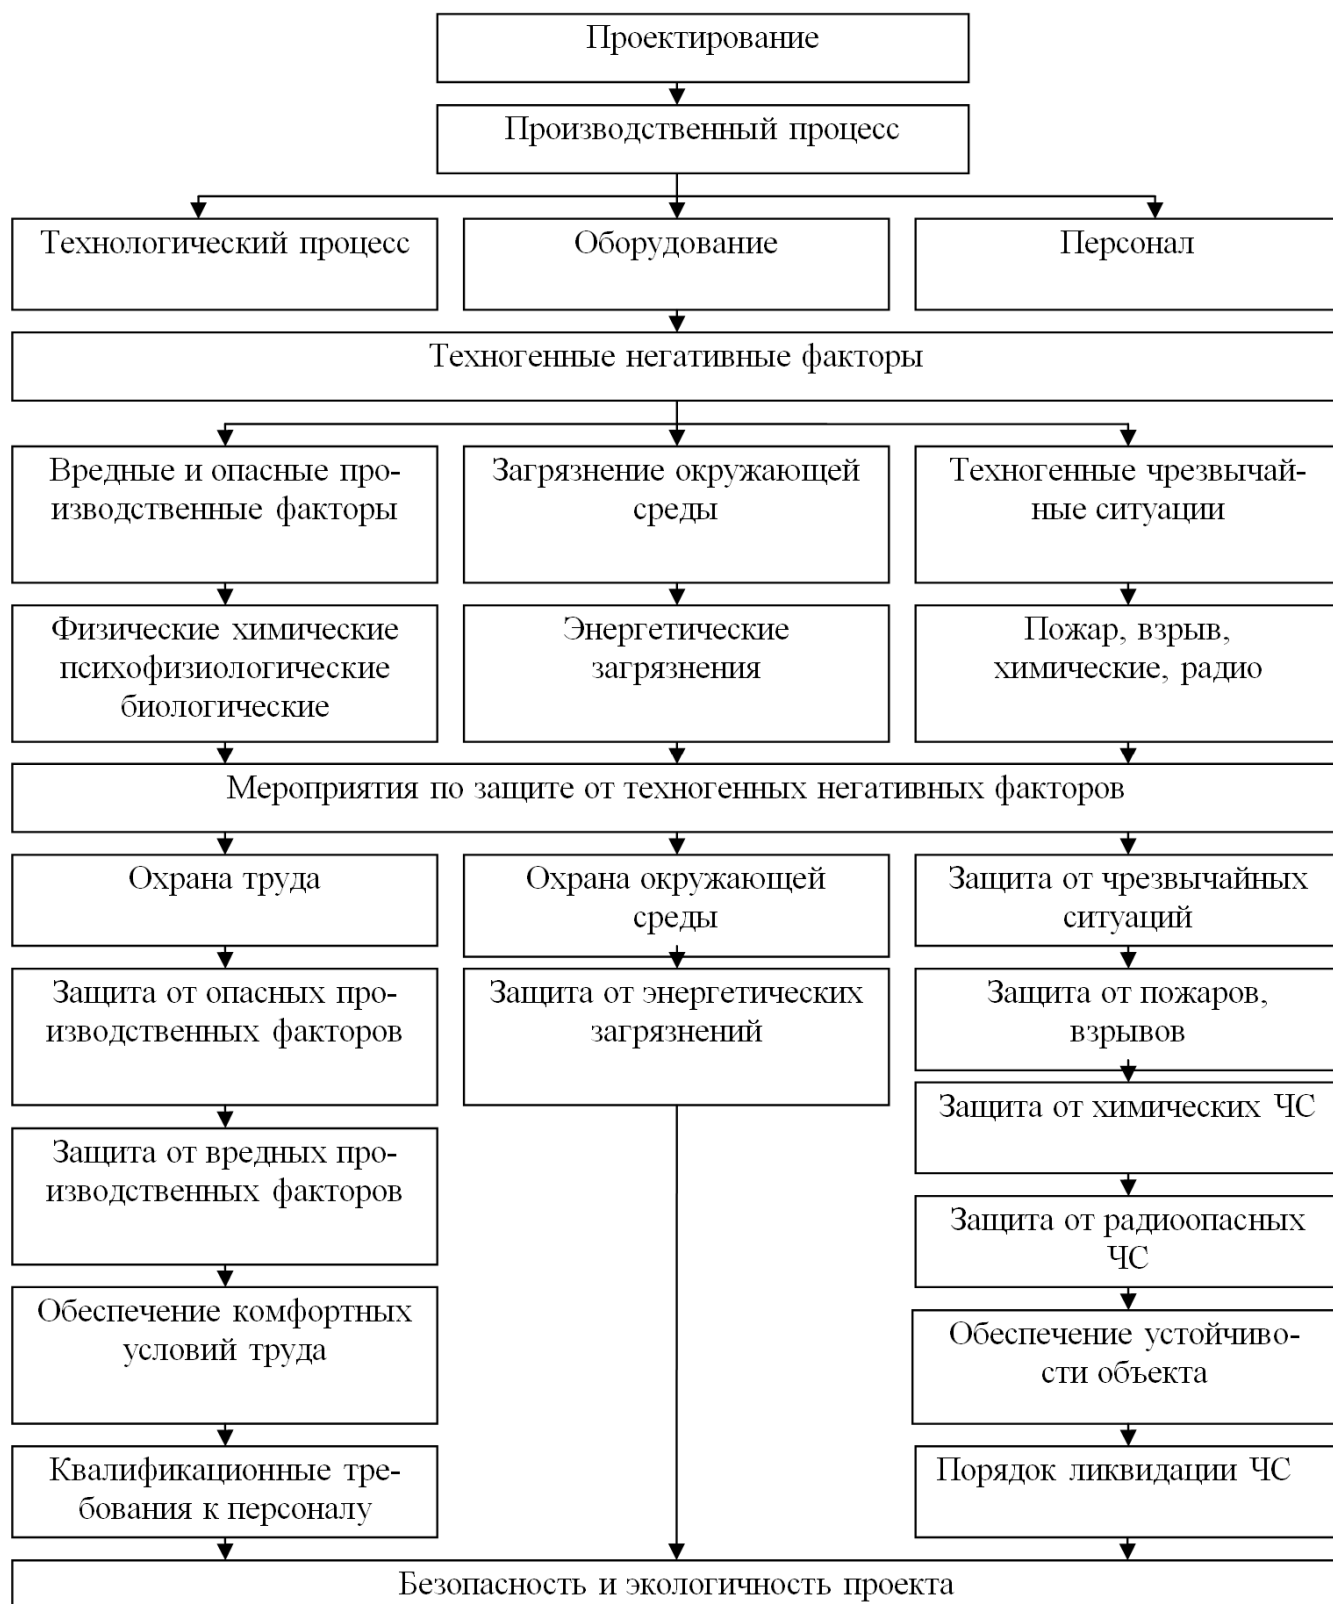 Проектирование
Производственный процесс
Технологический процесс
Оборудование
Персонал
Техногенные негативные факторы
Вредные и опасные про-
изводственные факторы
Загрязнение окружающей
среды
Техногенные чрезвычай-
ные ситуации
Физические химические
психофизиологические
биологические
Энергетические
загрязнения
Пожар, взрыв,
химические, радио
Мероприятия по защите от техногенных негативных факторов
Охрана труда
Охрана окружающей
среды
Защита от чрезвычайных
ситуаций
Защита от опасных про-
изводственных факторов
Защита от энергетических
загрязнений
Защита от пожаров,
взрывов
Защита от химических ЧС
Защита от вредных про-
изводственных факторов
Защита от радиоопасных
ЧС
Обеспечение комфортных
условий труда
Обеспечение устойчиво-
сти объекта
Квалификационные тре-
бования к персоналу
Порядок ликвидации ЧС
Безопасность и экологичность проекта